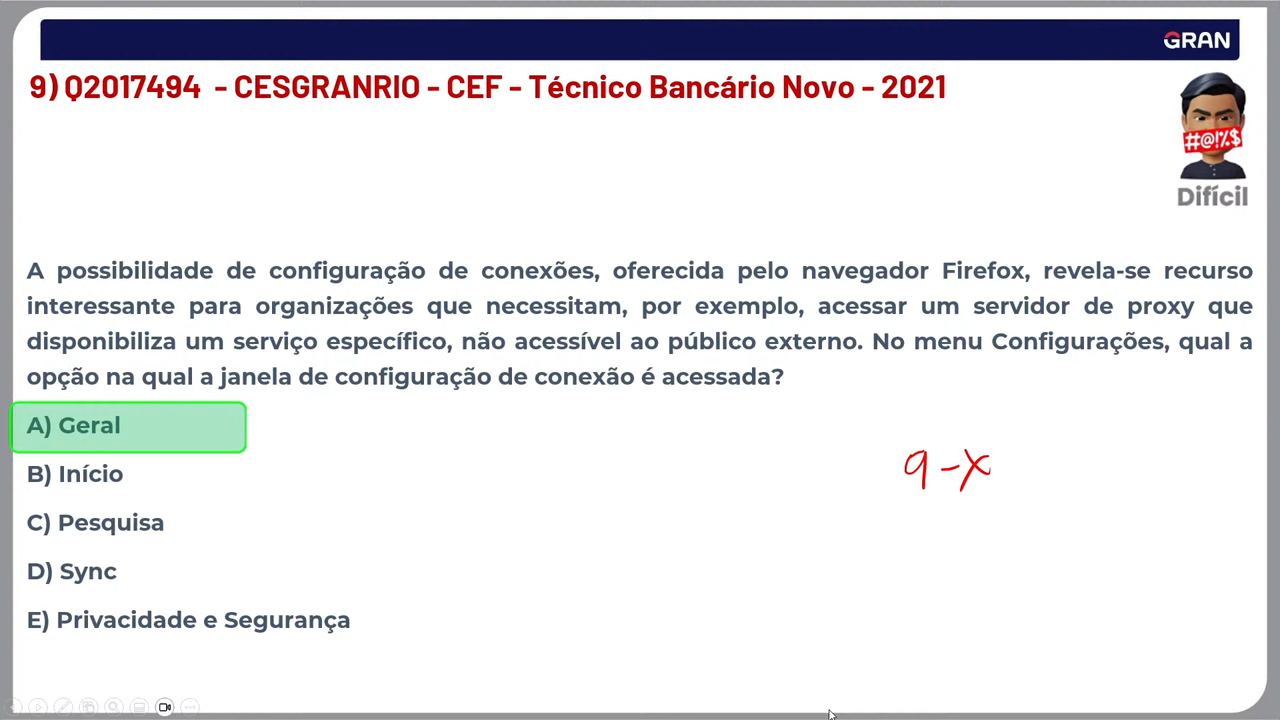 GRAN
9) Q2017494 - CESGRANRIO - CEF - Técnico Bancário Novo - 2021
#@!%$
Difícil
A possibilidade de configuração de conexões, oferecida pelo navegador Firefox, revela-se recurso
interessante para organizações que necessitam, por exemplo, acessar um servidor de proxy que
disponibiliza um serviço específico, não acessível ao público externo. No menu Configurações, qual a
opção na qual a janela de configuração de conexão é acessada?
A) Geral
B) Início
9-X
C) Pesquisa
D) Sync
E) Privacidade e Segurança